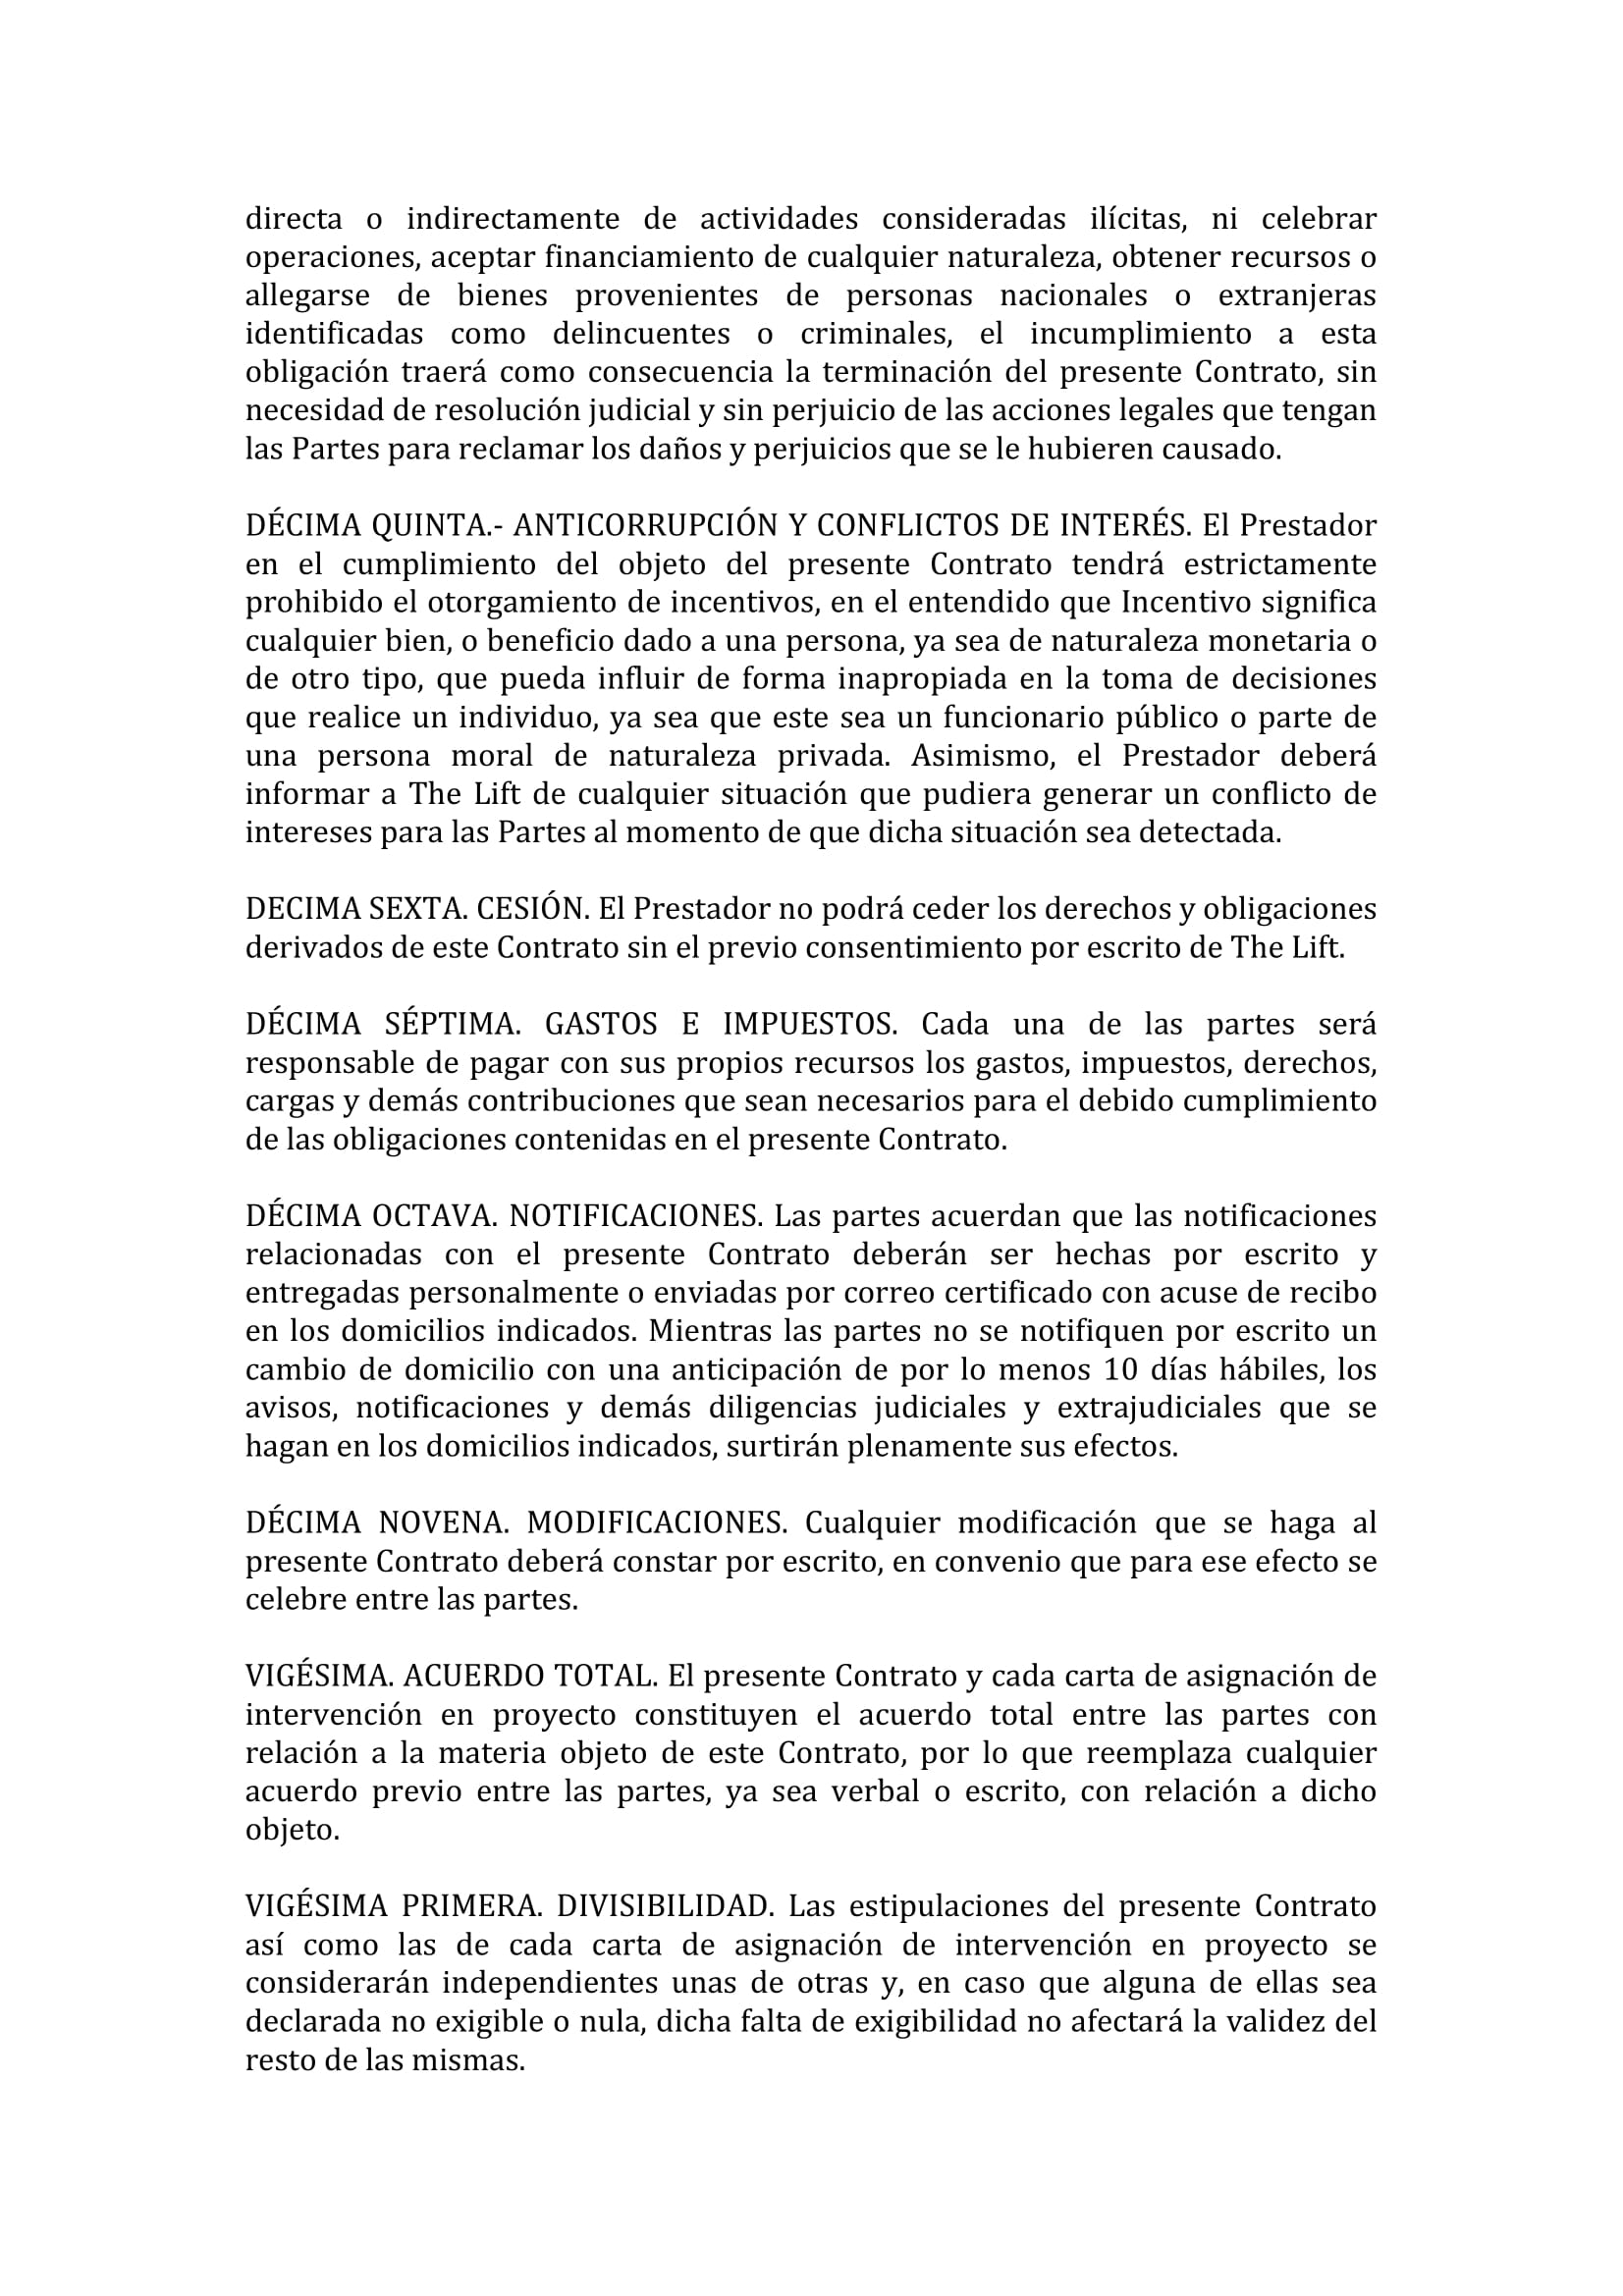 directa o indirectamente de actividades consideradas ilícitas, ni celebrar
operaciones, aceptar financiamiento de cualquier naturaleza, obtener recursos o
allegarse de bienes provenientes de personas nacionales o extranjeras
identificadas como delincuentes o criminales, el incumplimiento a esta
obligación traerá como consecuencia la terminación del presente Contrato, sin
necesidad de resolución judicial y sin perjuicio de las acciones legales que tengan
las Partes para reclamar los daños y perjuicios que se le hubieren causado.
DÉCIMA QUINTA.- ANTICORRUPCIÓN Y CONFLICTOS DE INTERÉS. El Prestador
en el cumplimiento del objeto del presente Contrato tendrá estrictamente
prohibido el otorgamiento de incentivos, en el entendido que Incentivo significa
cualquier bien, o beneficio dado a una persona, ya sea de naturaleza monetaria o
de otro tipo, que pueda influir de forma inapropiada en la toma de decisiones
que realice un individuo, ya sea que este sea un funcionario público o parte de
una persona moral de naturaleza privada. Asimismo, el Prestador deberá
informar a The Lift de cualquier situación que pudiera generar un conflicto de
intereses para las Partes al momento de que dicha situación sea detectada.
DECIMA SEXTA. CESIÓN. El Prestador no podrá ceder los derechos y obligaciones
derivados de este Contrato sin el previo consentimiento por escrito de The Lift.
DÉCIMA SÉPTIMA. GASTOS E IMPUESTOS. Cada una de las partes será
responsable de pagar con sus propios recursos los gastos, impuestos, derechos,
cargas y demás contribuciones que sean necesarios para el debido cumplimiento
de las obligaciones contenidas en el presente Contrato.
DÉCIMA OCTAVA. NOTIFICACIONES. Las partes acuerdan que las notificaciones
relacionadas con el presente Contrato deberán ser hechas por escrito y
entregadas personalmente o enviadas por correo certificado con acuse de recibo
en los domicilios indicados. Mientras las partes no se notifiquen por escrito un
cambio de domicilio con una anticipación de por lo menos 10 días hábiles, los
avisos, notificaciones y demás diligencias judiciales y extrajudiciales que se
hagan en los domicilios indicados, surtirán plenamente sus efectos.
DÉCIMA NOVENA. MODIFICACIONES. Cualquier modificación que se haga al
presente Contrato deberá constar por escrito, en convenio que para ese efecto se
celebre entre las partes.
VIGÉSIMA. ACUERDO TOTAL. El presente Contrato y cada carta de asignación de
intervención en proyecto constituyen el acuerdo total entre las partes con
relación a la materia objeto de este Contrato, por lo que reemplaza cualquier
acuerdo previo entre las partes, ya sea verbal o escrito, con relación a dicho
objeto.
VIGÉSIMA PRIMERA. DIVISIBILIDAD. Las estipulaciones del presente Contrato
así como las de cada carta de asignación de intervención en proyecto se
considerarán independientes unas de otras y, en caso que alguna de ellas sea
declarada no exigible o nula, dicha falta de exigibilidad no afectará la validez del
resto de las mismas.